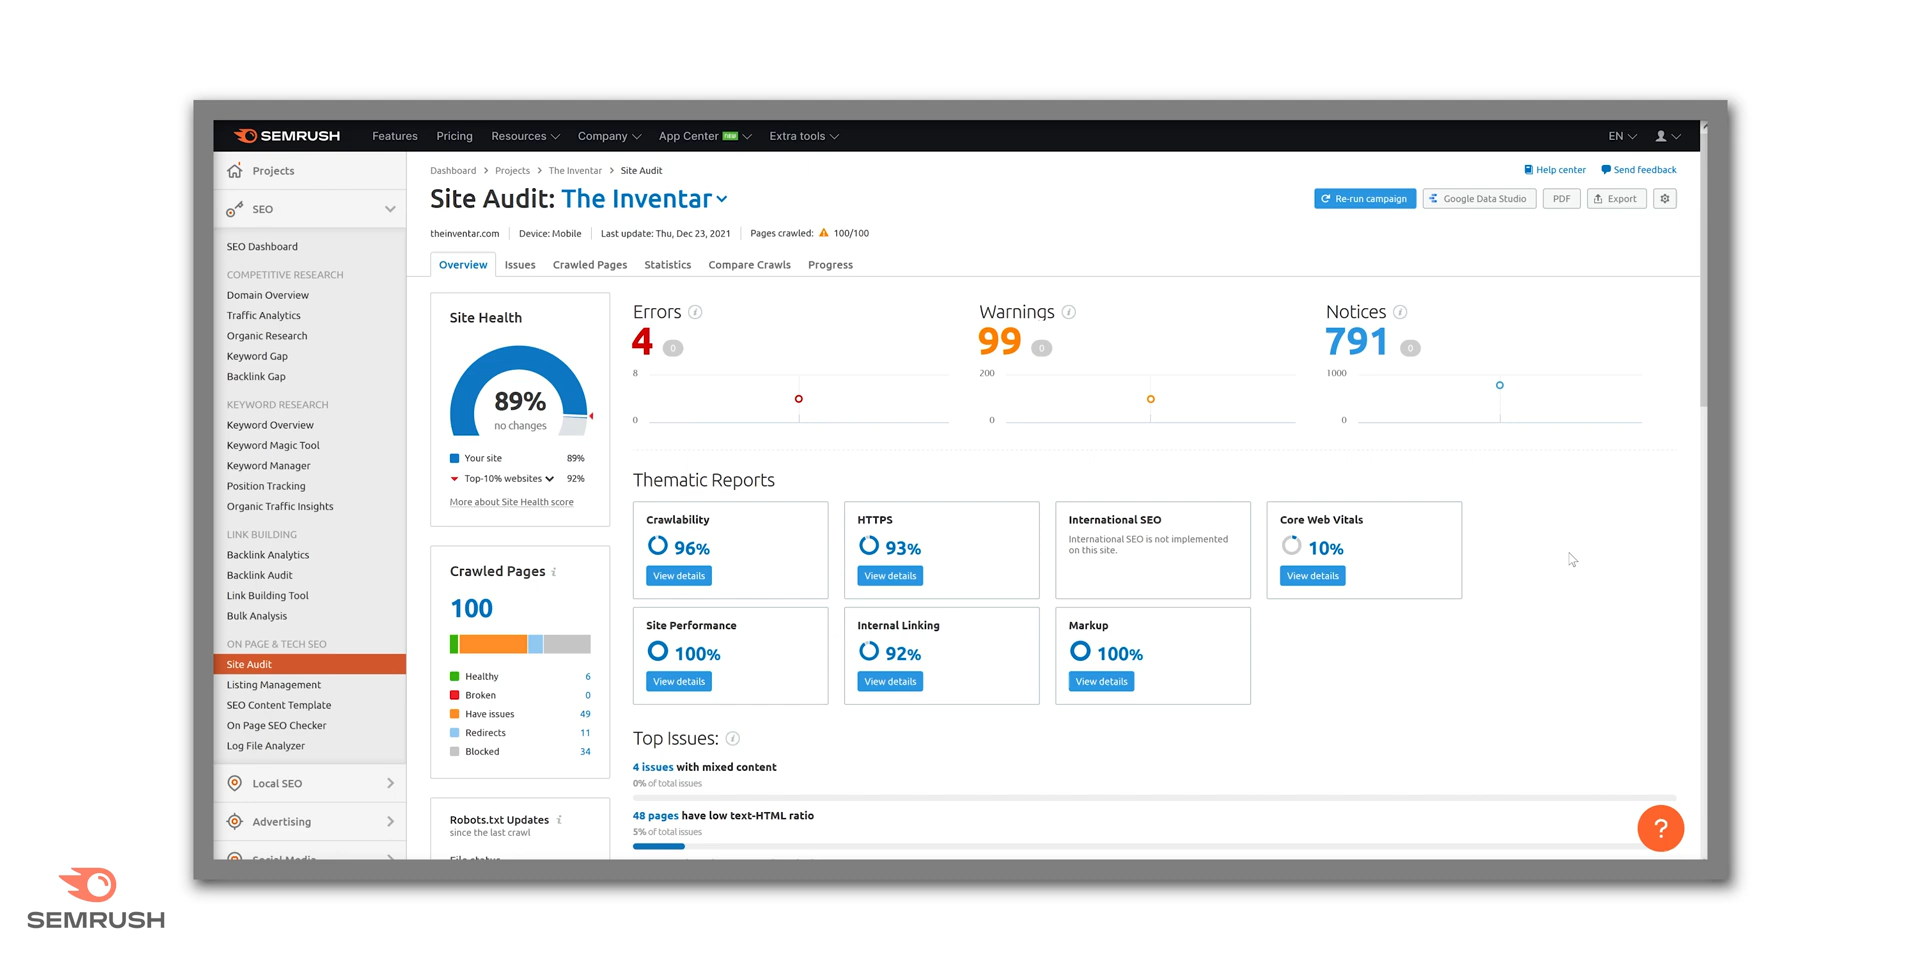 SEMRUSH
Features
Pricing
Resources
Company
App Center NEW
Extra tools
EN
Projects
SEO
SEO Dashboard
COMPETITIVE RESEARCH
Domain Overview
Traffic Analytics
Organic Research
Keyword Gap
Backlink Gap
KEYWORD RESEARCH
Keyword Overview
Keyword Magic Tool
Keyword Manager
Position Tracking
Organic Traffic Insights
LINK BUILDING
Backlink Analytics
Backlink Audit
Link Building Tool
Bulk Analysis
ON PAGE & TECH SEO
Site Audit
Listing Management
SEO Content Template
On Page SEO Checker
Log File Analyzer
Local SEO
Advertising
Social Media
Dashboard > Projects > The Inventar > Site Audit
Help center
Send feedback
Site Audit: The Inventar
Re-run campaign
Google Data Studio
PDF
Export
theinventar.com
Device: Mobile
Last update: Thu, Dec 23, 2021
Pages crawled: 100/100
Overview
Issues
Crawled Pages
Statistics
Compare Crawls
Progress
Site Health
89%
no changes
Your site 89%
Top-10% websites 92%
More about Site Health score
Crawled Pages i
100
Healthy 6
Broken 0
Have issues 49
Redirects 11
Blocked 34
Robots.txt Updates i
since the last crawl
File status
Errors i
4 0
8
0
Warnings i
99 0
200
0
Notices i
791 0
1000
0
Thematic Reports
Crawlability
96%
View details
HTTPS
93%
View details
International SEO
International SEO is not implemented
on this site.
Core Web Vitals
10%
View details
Site Performance
100%
View details
Internal Linking
92%
View details
Markup
100%
View details
Top Issues: i
4 issues with mixed content
0% of total issues
48 pages have low text-HTML ratio
5% of total issues
?
SEMRUSH